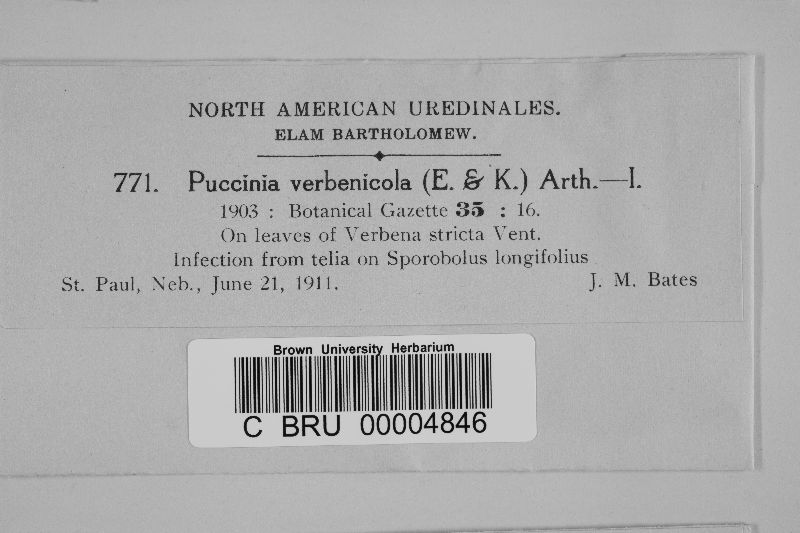 NORTH AMERICAN UREDINALES.
ELAM BARTHOLOMEW.
771. Puccinia verbenicola (E. & K.) Arth.—I.
1903 : Botanical Gazette 35 : 16.
On leaves of Verbena stricta Vent.
Infection from telia on Sporobolus longifolius
St. Paul, Neb., June 21, 1911. J. M. Bates
Brown University Herbarium
C BRU 00004846